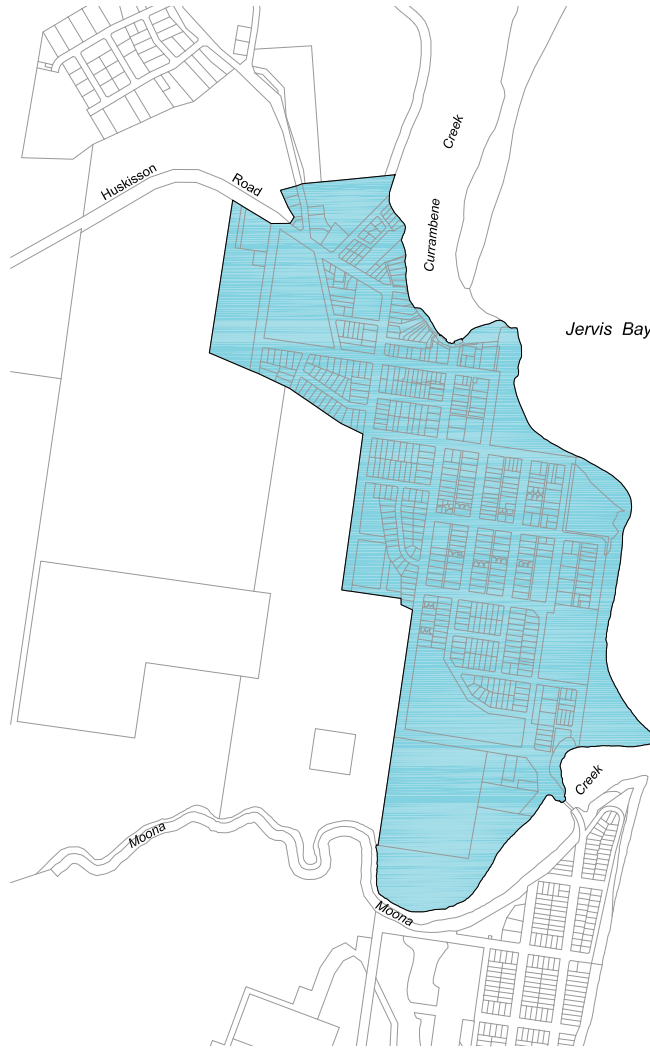 Creek
Currambene
Huskisson
Road
Jervis Bay
Creek
Moona
Moona